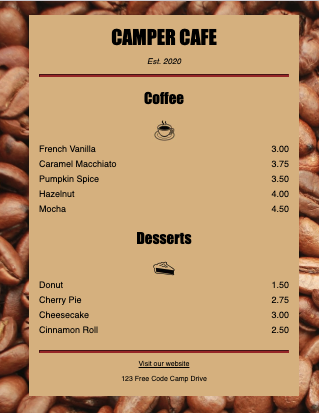 CAMPER CAFE
Est. 2020
Coffee
French Vanilla 3.00
Caramel Macchiato 3.75
Pumpkin Spice 3.50
Hazelnut 4.00
Mocha 4.50
Desserts
Donut 1.50
Cherry Pie 2.75
Cheesecake 3.00
Cinnamon Roll 2.50
Visit our website
123 Free Code Camp Drive